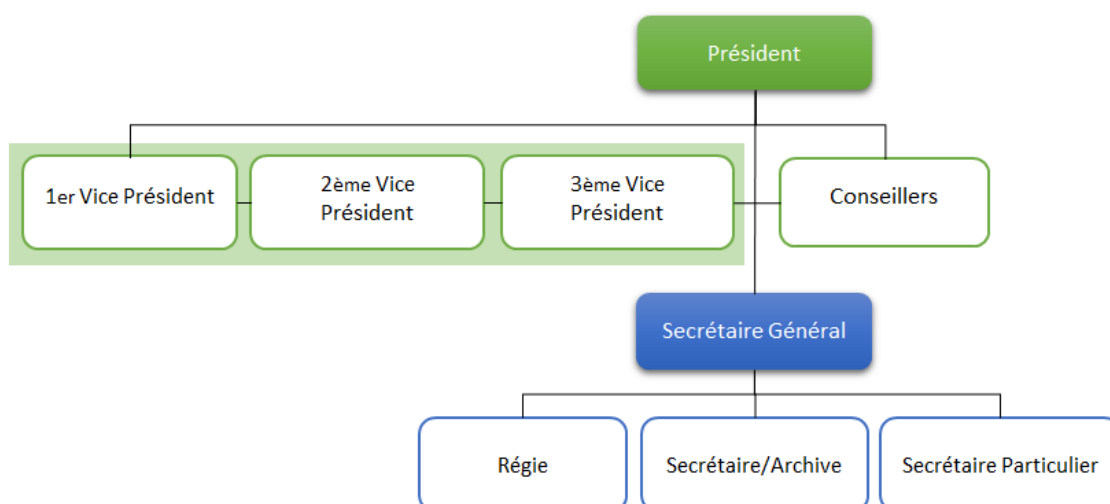 Président
1er Vice Président
2ème Vice
Président
3ème Vice
Président
Conseillers
Secrétaire Général
Régie
Secrétaire/Archive
Secrétaire Particulier